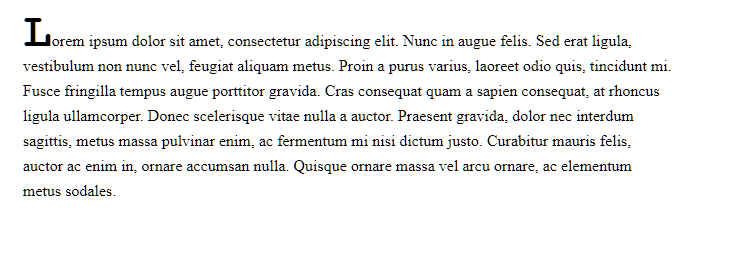 Lorem ipsum dolor sit amet, consectetur adipiscing elit. Nunc in augue felis. Sed erat ligula,
vestibulum non nunc vel, feugiat aliquam metus. Proin a purus varius, laoreet odio quis, tincidunt mi.
Fusce fringilla tempus augue porttitor gravida. Cras consequat quam a sapien consequat, at rhoncus
ligula ullamcorper. Donec scelerisque vitae nulla a auctor. Praesent gravida, dolor nec interdum
sagittis, metus massa pulvinar enim, ac fermentum mi nisi dictum justo. Curabitur mauris felis,
auctor ac enim in, ornare accumsan nulla. Quisque ornare massa vel arcu ornare, ac elementum
metus sodales.